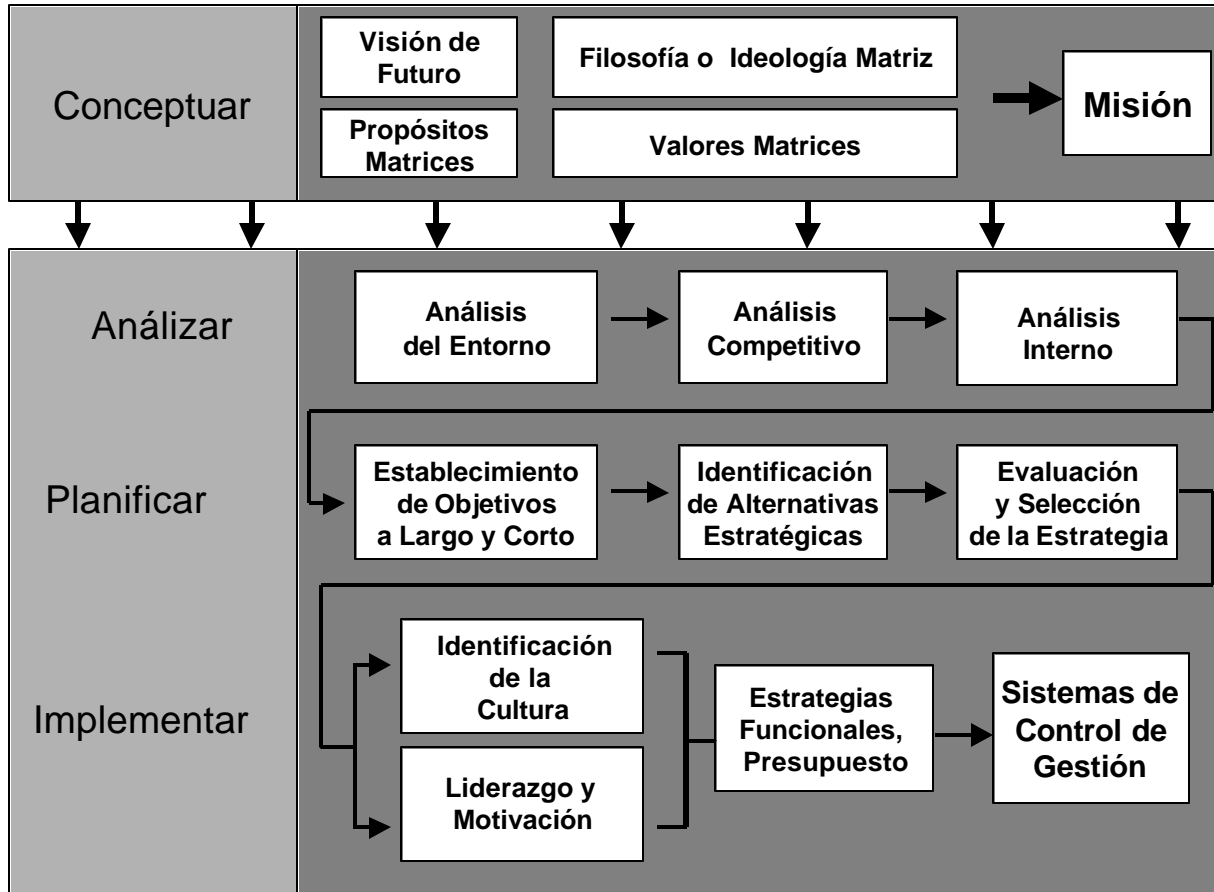 Conceptuar
Visión de
Futuro
Filosofía o Ideología Matriz
Propósitos
Matrices
Valores Matrices
Misión
Análizar
Análisis
del Entorno
Análisis
Competitivo
Análisis
Interno
Planificar
Establecimiento
de Objetivos
a Largo y Corto
Identificación
de Alternativas
Estratégicas
Evaluación
y Selección
de la Estrategia
Implementar
Identificación
de la
Cultura
Liderazgo y
Motivación
Estrategias
Funcionales,
Presupuesto
Sistemas de
Control de
Gestión